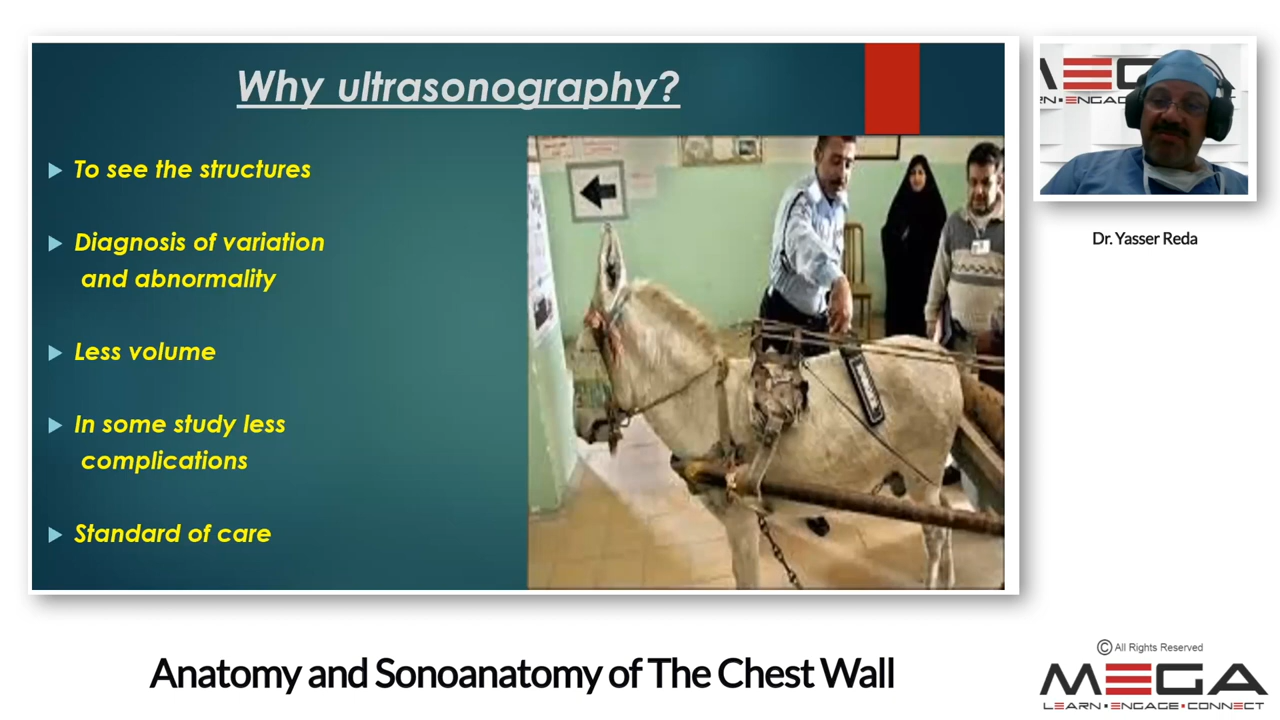 Why ultrasonography?
To see the structures
Diagnosis of variation
and abnormality
Less volume
In some study less
complications
Standard of care
Dr. Yasser Reda
Anatomy and Sonoanatomy of The Chest Wall
© All Rights Reserved
MEGA
LEARN▪ENGAGE▪CONNECT